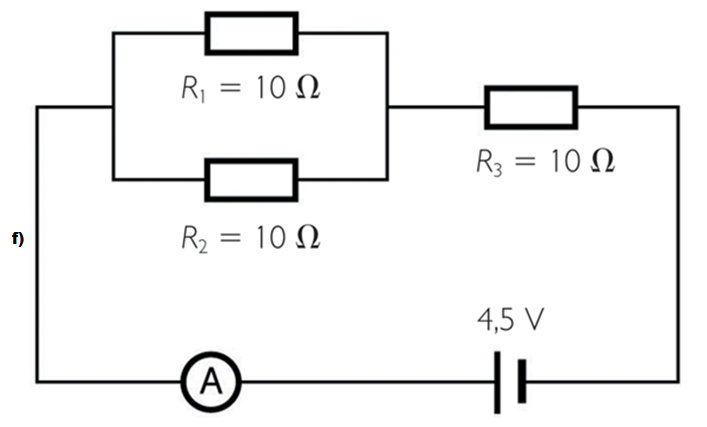 R₁ = 10 Ω
R₃ = 10 Ω
f)
R₂ = 10 Ω
4,5 V
A